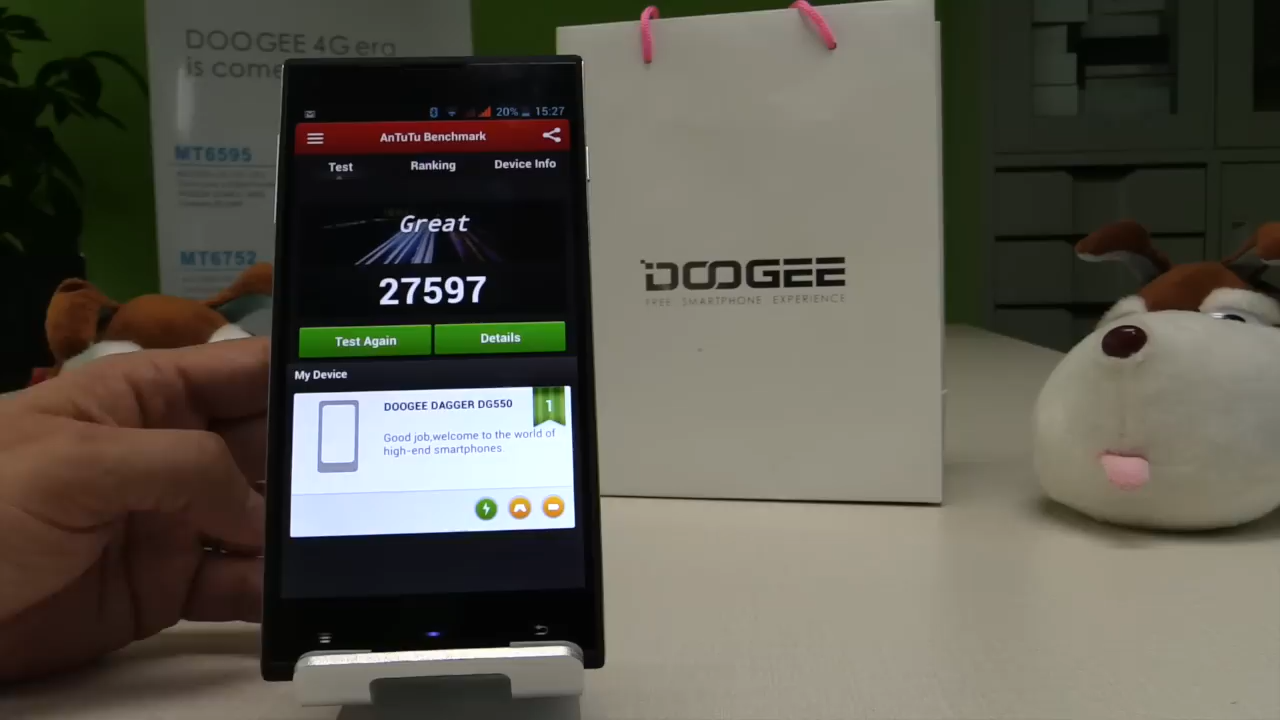 DOOGEE 4G era
is come
MT6595
MT6752
20% 15:27
AnTuTu Benchmark
Test Ranking Device Info
Great
27597
Test Again Details
My Device
DOOGEE DAGGER DG550
1
Good job,welcome to the world of
high-end smartphones
DOOGEE
FREE SMARTPHONE EXPERIENCE